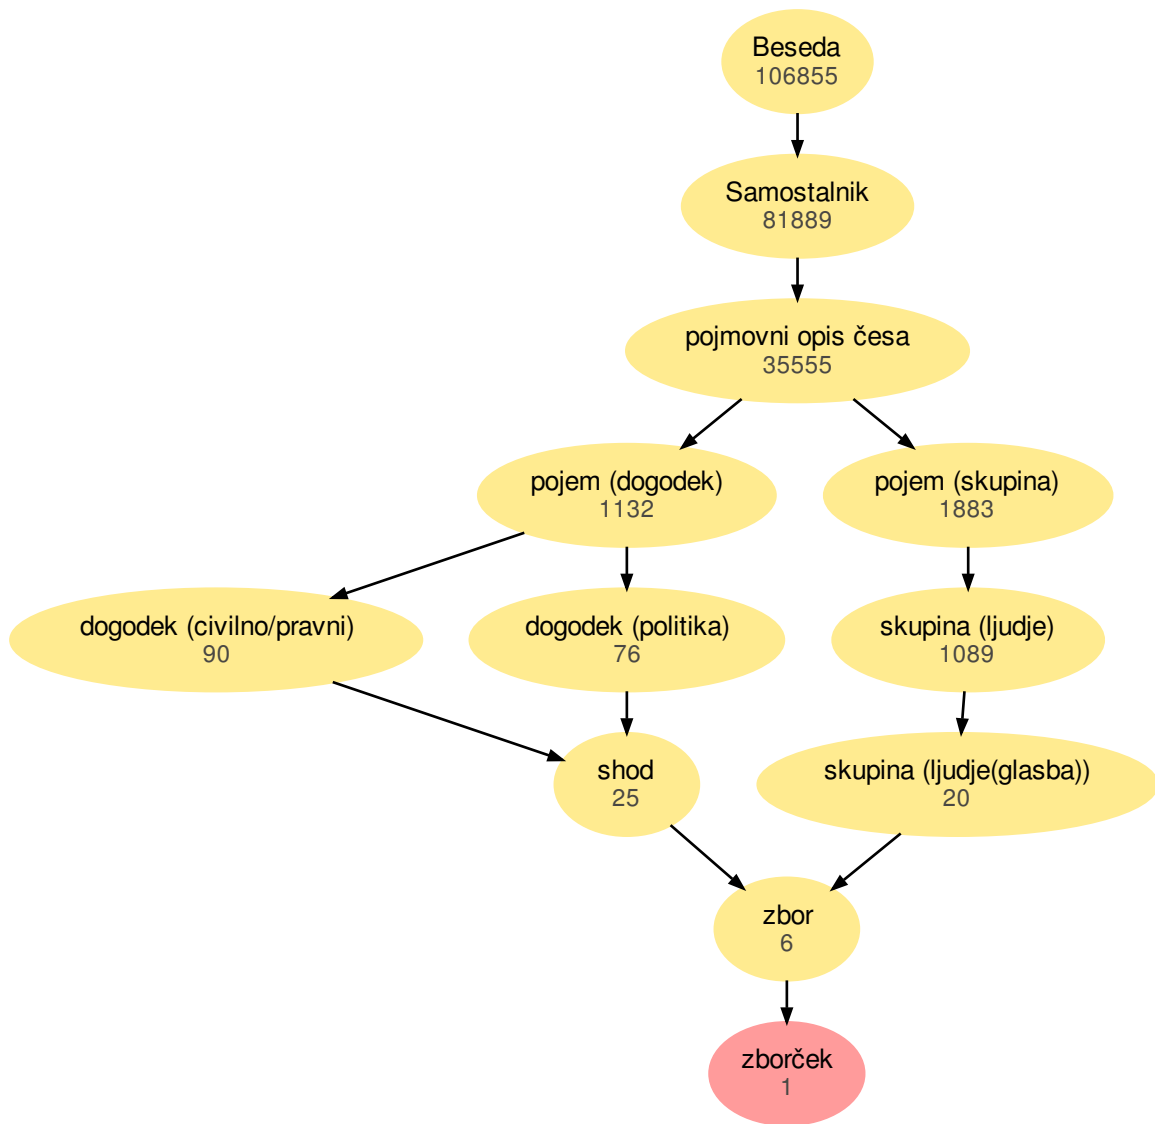 Beseda
106855
Samostalnik
81889
pojmovni opis česa
35555
pojem (dogodek)
1132
pojem (skupina)
1883
dogodek (civilno/pravni)
90
dogodek (politika)
76
skupina (ljudje)
1089
shod
25
skupina (ljudje(glasba))
20
zbor
6
zborček
1